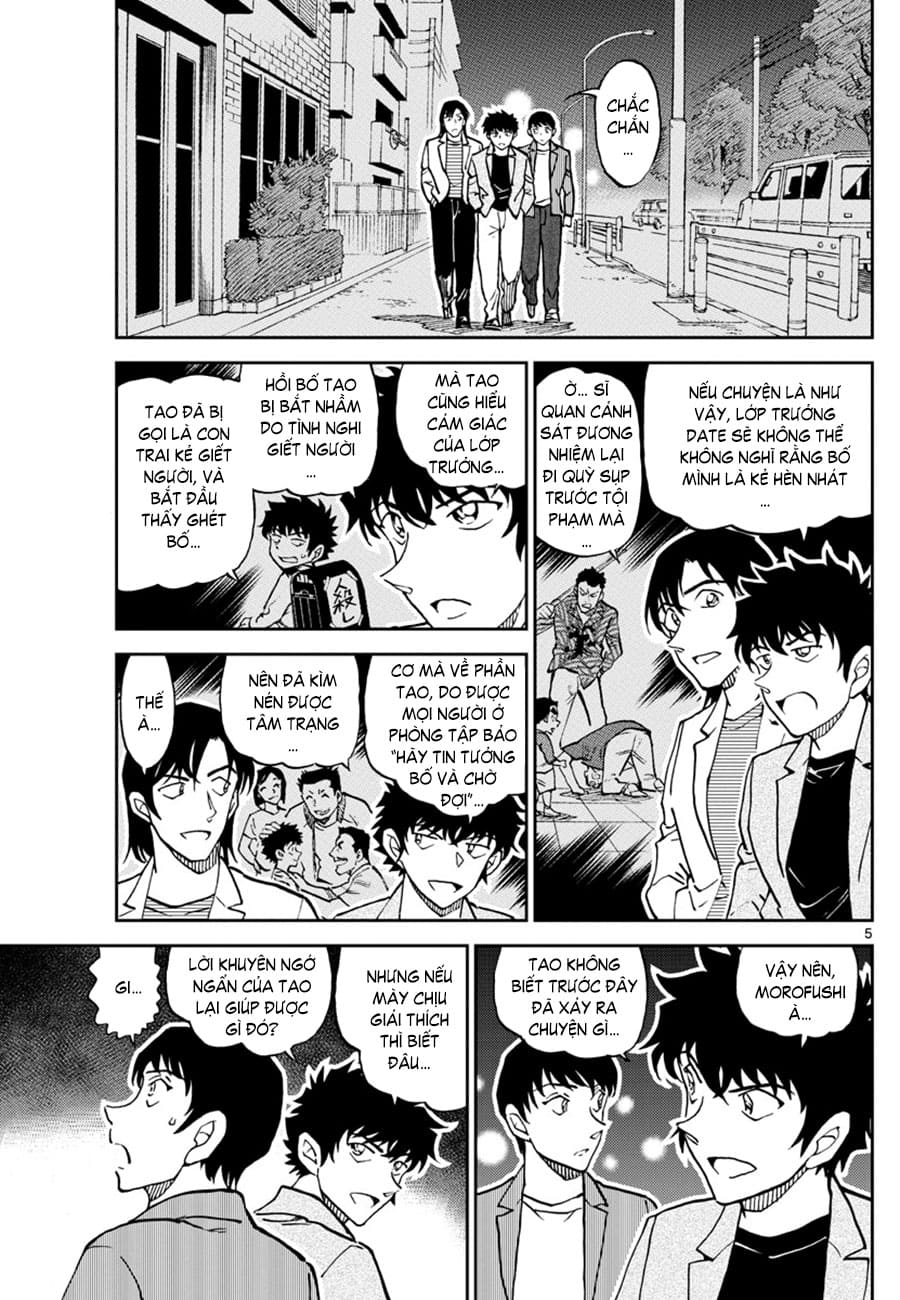 CHẮC
CHẮN
...
NẾU CHUYỆN LÀ NHƯ
VẬY, LỚP TRƯỞNG
DATE SẼ KHÔNG THỂ
KHÔNG NGHĨ RẰNG BỐ
MÌNH LÀ KẺ HÈN NHÁT
...
Ờ... SĨ
QUAN CẢNH
SÁT ĐƯƠNG
NHIỆM LẠI
ĐI QUỲ SỤP
TRƯỚC TỘI
PHẠM MÀ
...
MÀ TAO
CŨNG HIỂU
CẢM GIÁC
CỦA LỚP
TRƯỞNG...
HỒI BỐ TAO
BỊ BẮT NHẦM
DO TÌNH NGHI
GIẾT NGƯỜI
...
TAO ĐÃ BỊ
GỌI LÀ CON
TRAI KẺ GIẾT
NGƯỜI, VÀ
BẮT ĐẦU
THẤY GHÉT
BỐ...
人殺し
CƠ MÀ VỀ PHẦN
TAO, DO ĐƯỢC
MỌI NGƯỜI Ở
PHÒNG TẬP BẢO
"HÃY TIN TƯỞNG
BỐ VÀ CHỜ
ĐỢI"...
NÊN ĐÃ KÌM
NÉN ĐƯỢC
TÂM TRẠNG
...
THẾ
À...
5
VẬY NÊN,
MOROFUSHI
À...
TAO KHÔNG
BIẾT TRƯỚC ĐÂY
ĐÃ XẢY RA
CHUYỆN GÌ...
NHƯNG NẾU
MÀY CHỊU
GIẢI THÍCH
THÌ BIẾT
ĐÂU...
LỜI KHUYÊN NGỚ
NGẨN CỦA TAO
LẠI GIÚP ĐƯỢC
GÌ ĐÓ?
GI...